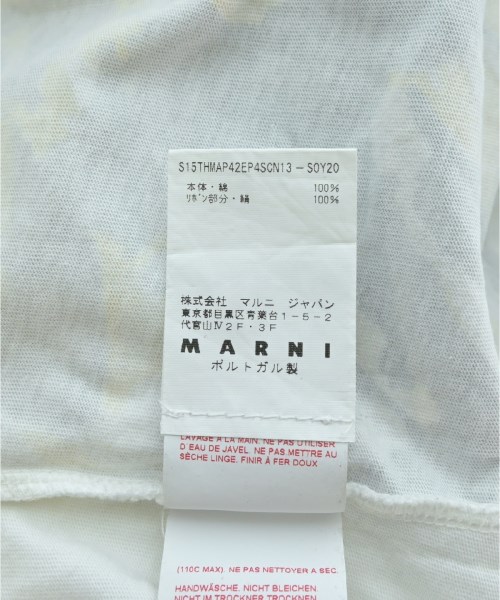 S15THMAP42EP4SCN13-S0Y20
本体・綿 100%
ﾘﾎﾞﾝ部分・絹 100%
株式会社 マルニ ジャパン
東京都目黒区青葉台1-5-2
代官山Ⅳ2F・3F
MARNI
ポルトガル製
LAVAGE A LA MAIN. NE PAS UTILISER
D EAU DE JAVEL. NE PAS METTRE AU
SÈCHE LINGE. FINIR À FER DOUX
(110C MAX). NE PAS NETTOYER A SEC
HANDWÄSCHE. NICHT BLEICHEN
NICHT IM TROCKNER TROCKNEN